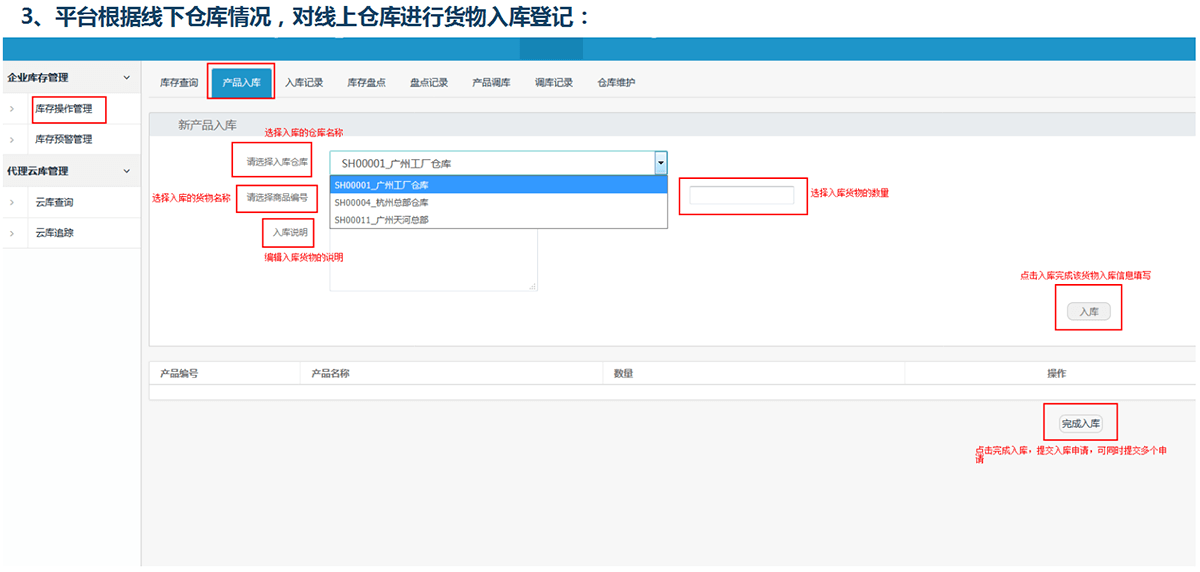 3、平台根据线下仓库情况，对线上仓库进行货物入库登记：
企业库存管理
库存操作管理
库存预警管理
代理云库管理
云库查询
云库追踪
库存查询
产品入库
入库记录
库存盘点
盘点记录
产品调库
调库记录
仓库维护
新产品入库
选择入库的仓库名称
请选择入库仓库
SH00001_广州工厂仓库
SH00001_广州工厂仓库
SH00004_杭州总部仓库
SH00011_广州天河总部
选择入库的货物名称
请选择商品编号
选择入库货物的数量
入库说明
编辑入库货物的说明
点击入库完成该货物入库信息填写
入库
产品编号
产品名称
数量
操作
完成入库
点击完成入库，提交入库申请，可同时提交多个申
请